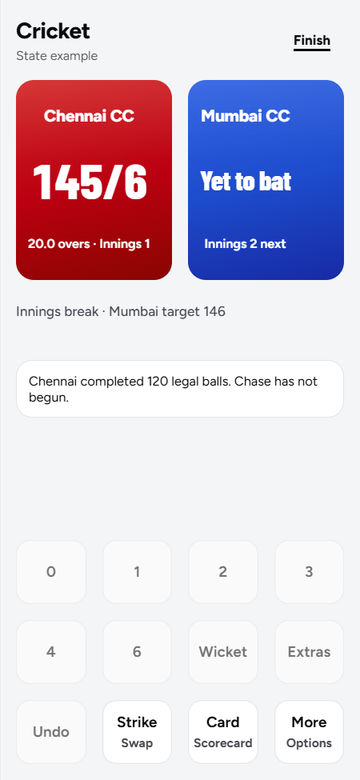 Cricket
State example
Finish
Chennai CC
145/6
20.0 overs · Innings 1
Mumbai CC
Yet to bat
Innings 2 next
Innings break · Mumbai target 146
Chennai completed 120 legal balls. Chase has not
begun.
0
1
2
3
4
6
Wicket
Extras
Undo
Strike
Swap
Card
Scorecard
More
Options